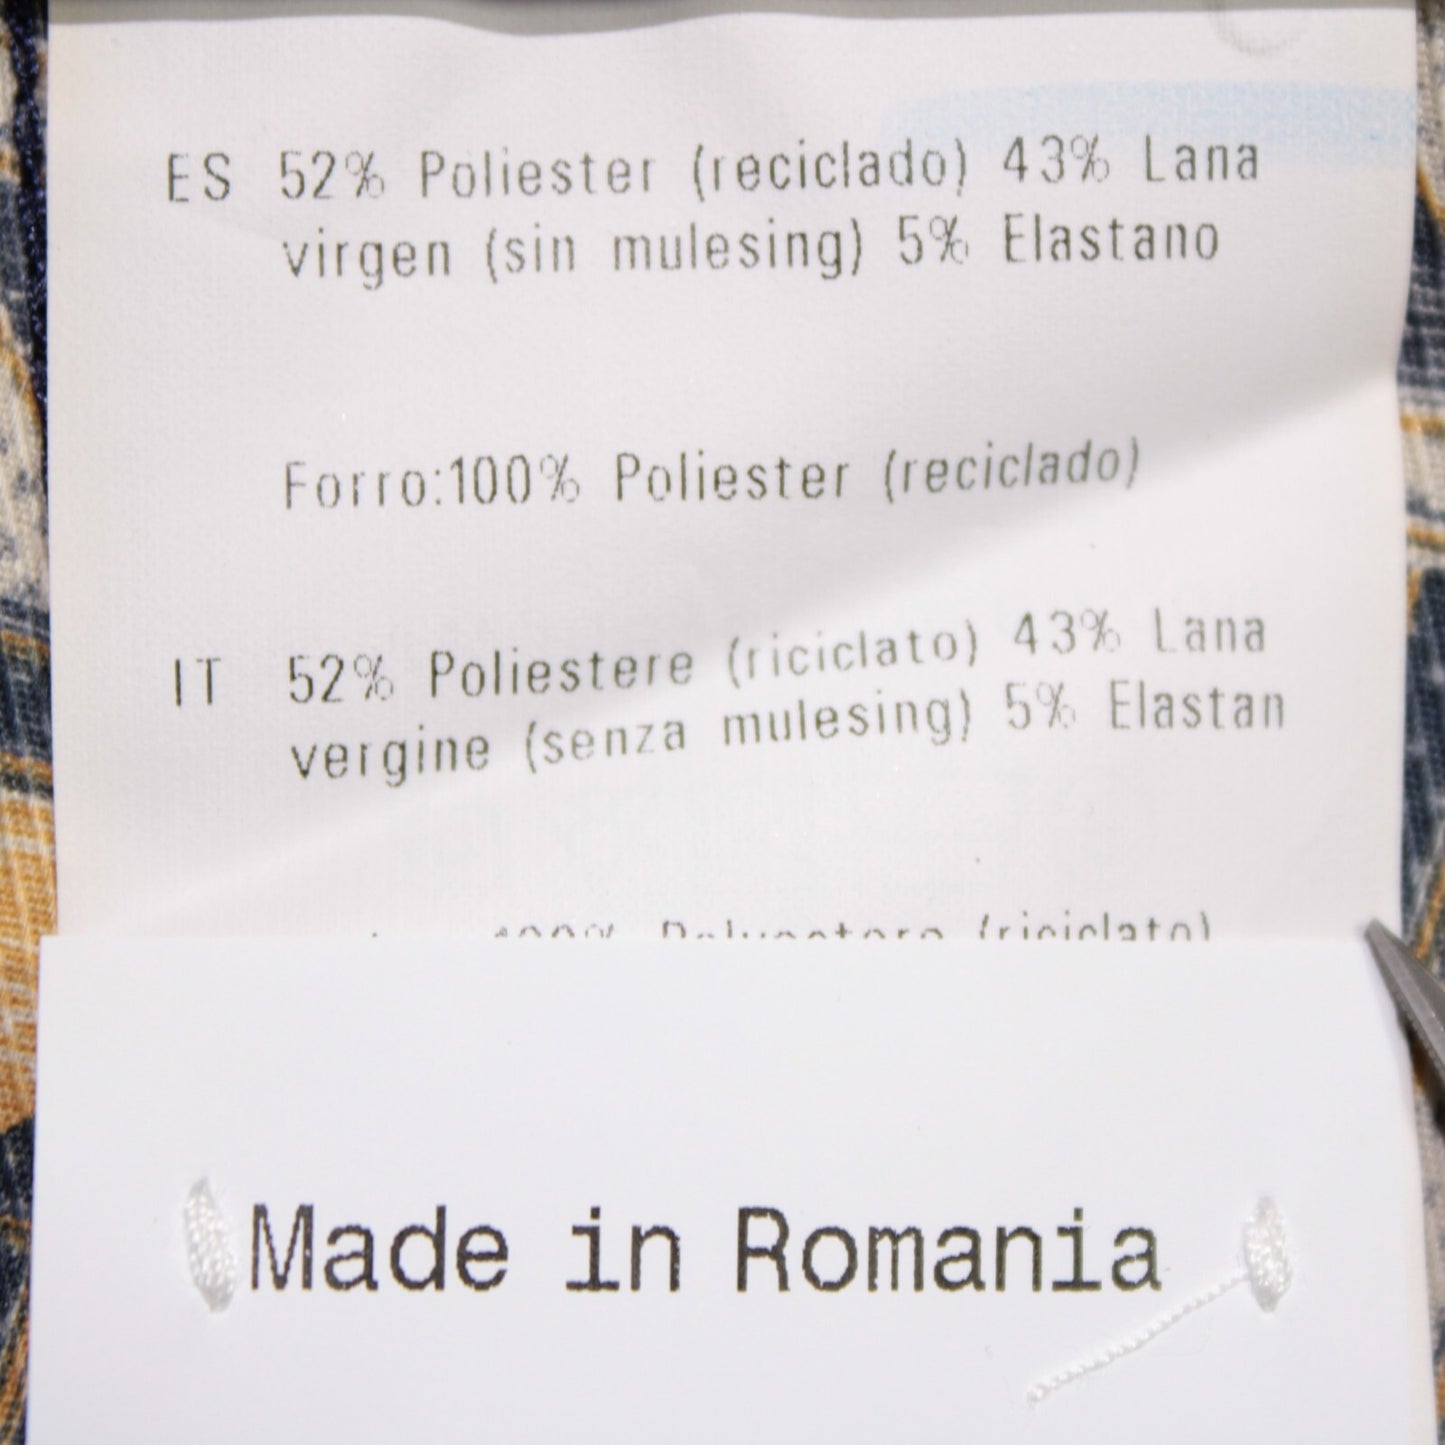 ES 52% Poliester (reciclado) 43% Lana
virgen (sin mulesing) 5% Elastano
Forro:100% Poliester (reciclado)
IT 52% Poliestere (riciclato) 43% Lana
vergine (senza mulesing) 5% Elastan
(riciclato)
Made in Romania